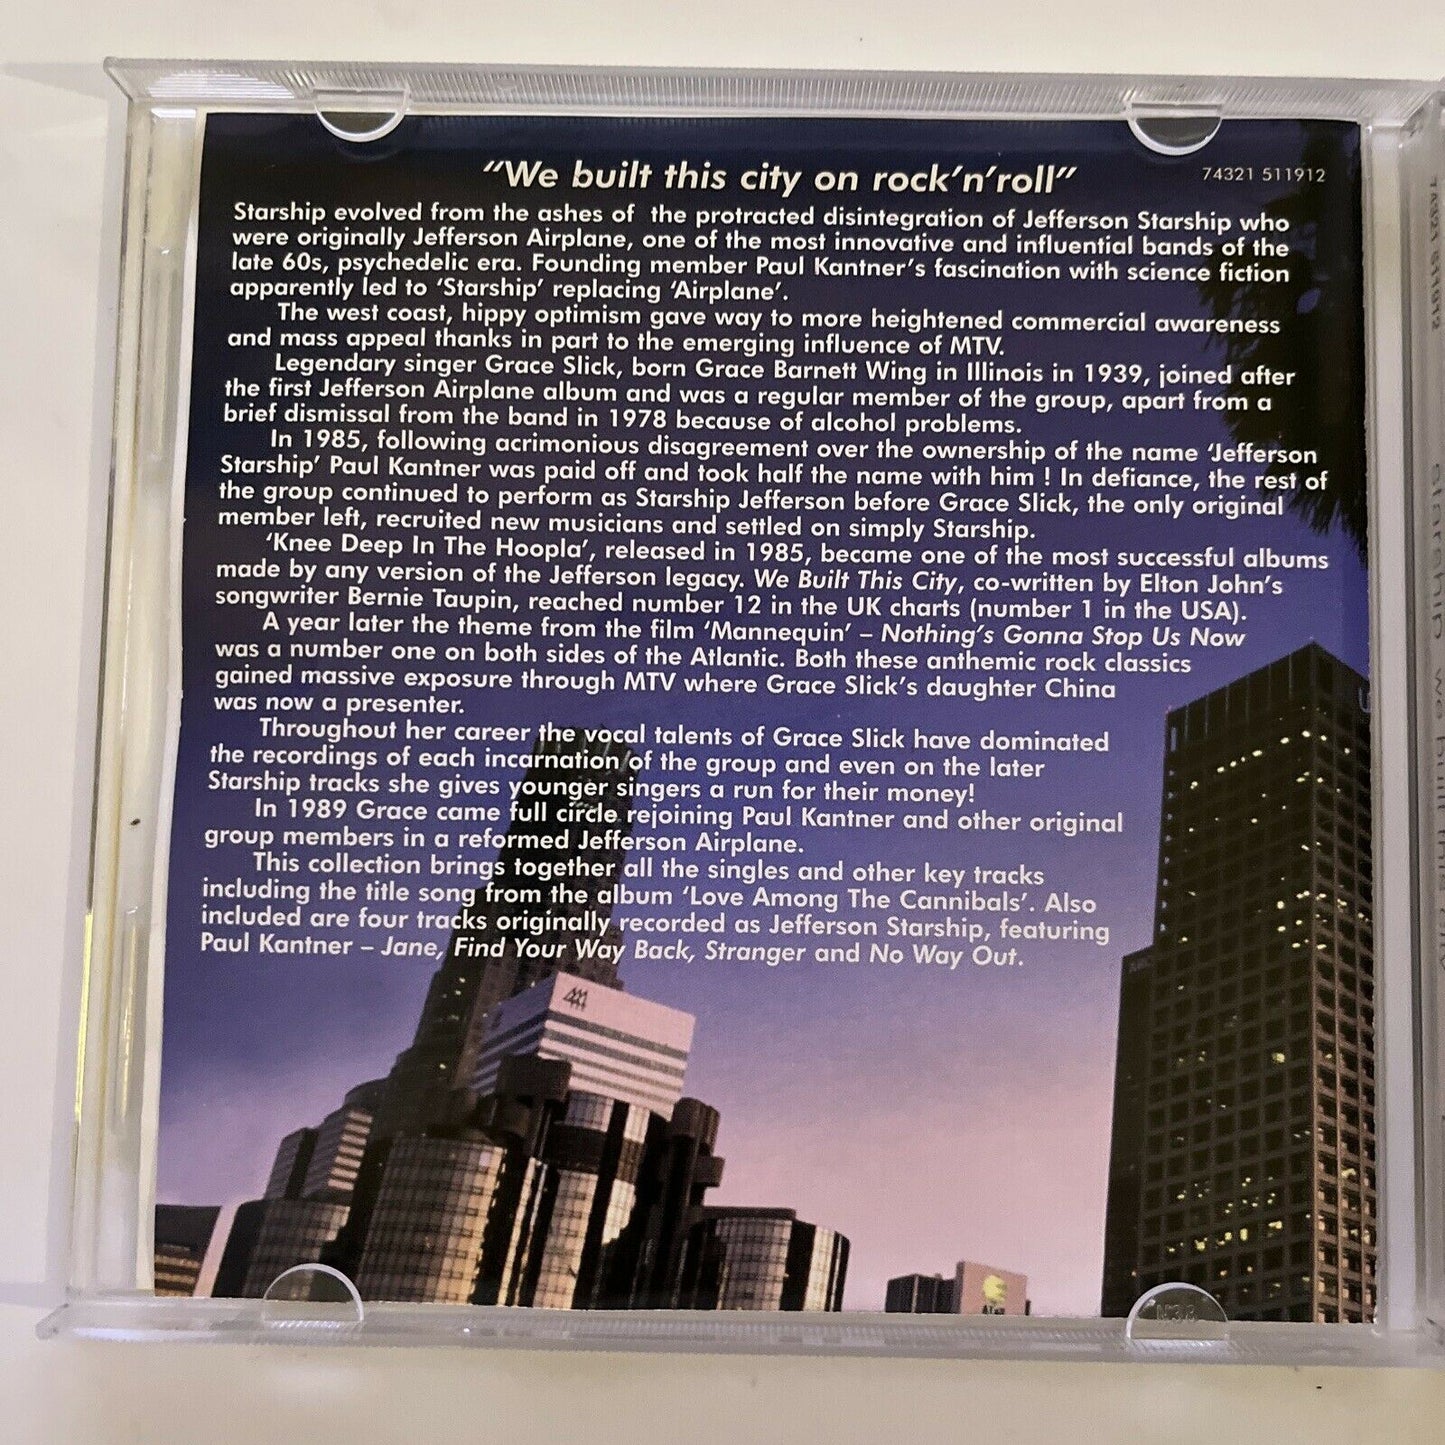 "We built this city on rock'n'roll"
74321 511912
Starship evolved from the ashes of the protracted disintegration of Jefferson Starship who
were originally Jefferson Airplane, one of the most innovative and influential bands of the
late 60s, psychedelic era. Founding member Paul Kantner's fascination with science fiction
apparently led to 'Starship' replacing 'Airplane'.
The west coast, hippy optimism gave way to more heightened commercial awareness
and mass appeal thanks in part to the emerging influence of MTV.
Legendary singer Grace Slick, born Grace Barnett Wing in Illinois in 1939, joined after
the first Jefferson Airplane album and was a regular member of the group, apart from a
brief dismissal from the band in 1978 because of alcohol problems.
In 1985, following acrimonious disagreement over the ownership of the name 'Jefferson
Starship' Paul Kantner was paid off and took half the name with him ! In defiance, the rest of
the group continued to perform as Starship Jefferson before Grace Slick, the only original
member left, recruited new musicians and settled on simply Starship.
'Knee Deep In The Hoopla', released in 1985, became one of the most successful albums
made by any version of the Jefferson legacy. We Built This City, co-written by Elton John's
songwriter Bernie Taupin, reached number 12 in the UK charts (number 1 in the USA).
A year later the theme from the film 'Mannequin' – Nothing's Gonna Stop Us Now
was a number one on both sides of the Atlantic. Both these anthemic rock classics
gained massive exposure through MTV where Grace Slick's daughter China
was now a presenter.
Throughout her career the vocal talents of Grace Slick have dominated
the recordings of each incarnation of the group and even on the later
Starship tracks she gives younger singers a run for their money!
In 1989 Grace came full circle rejoining Paul Kantner and other original
group members in a reformed Jefferson Airplane.
This collection brings together all the singles and other key tracks
including the title song from the album 'Love Among The Cannibals'. Also
included are four tracks originally recorded as Jefferson Starship, featuring
Paul Kantner – Jane, Find Your Way Back, Stranger and No Way Out.
74321 511912
starship we built this city